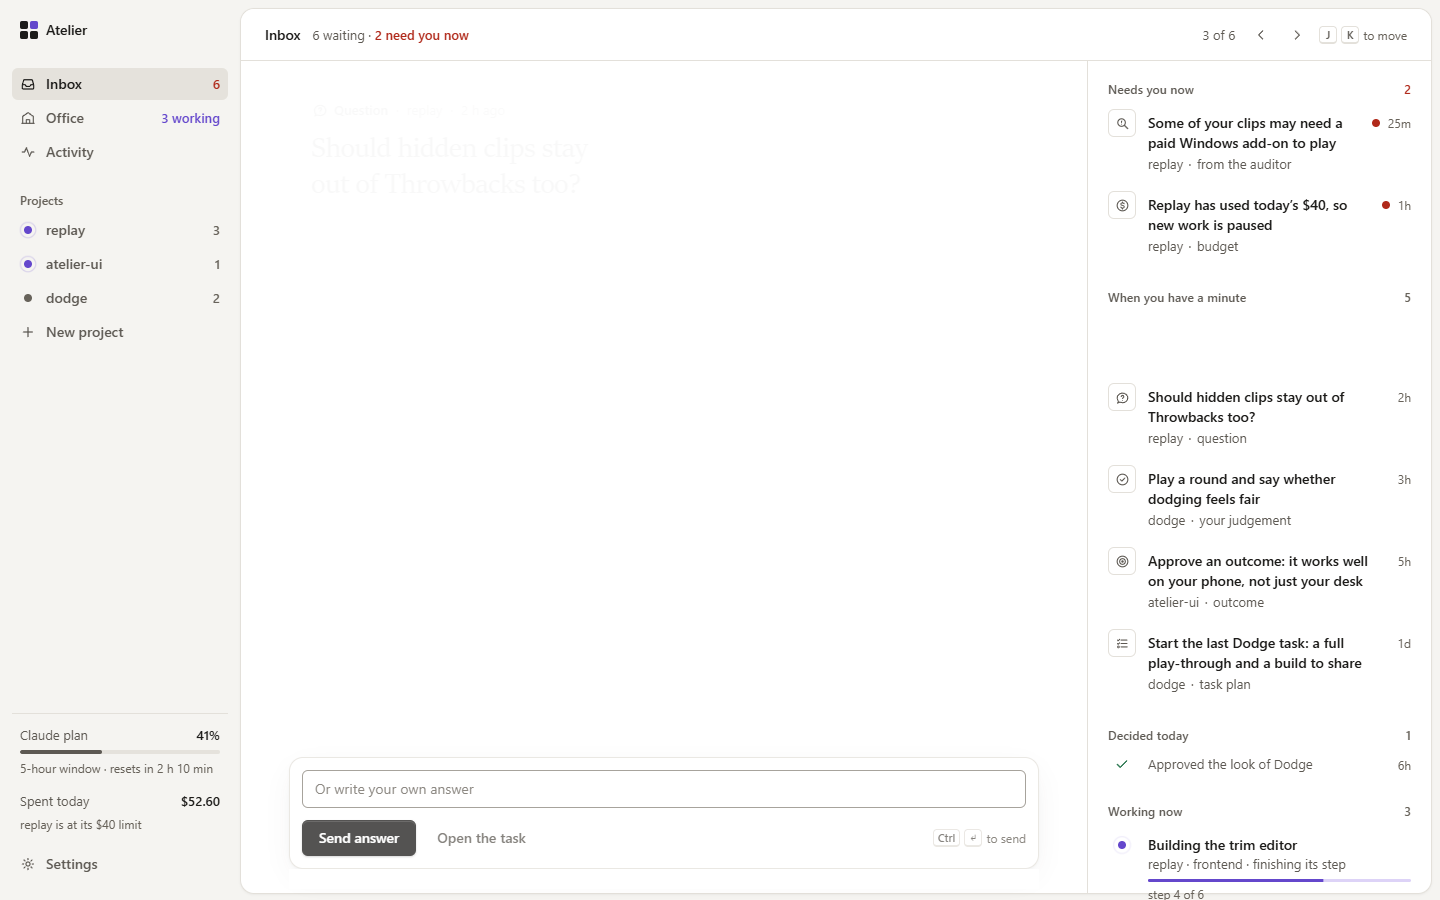 Atelier
Inbox 6
Office 3 working
Activity
Projects
replay 3
atelier-ui 1
dodge 2
New project
Claude plan 41%
5-hour window · resets in 2 h 10 min
Spent today $52.60
replay is at its $40 limit
Settings
Inbox 6 waiting · 2 need you now
3 of 6 J K to move
Question
Should hidden clips stay
out of Throwbacks too?
Or write your own answer
Send answer Open the task Ctrl ↵ to send
Needs you now 2
Some of your clips may need a 25m
paid Windows add-on to play
replay · from the auditor
Replay has used today’s $40, so 1h
new work is paused
replay · budget
When you have a minute 5
Should hidden clips stay out of 2h
Throwbacks too?
replay · question
Play a round and say whether 3h
dodging feels fair
dodge · your judgement
Approve an outcome: it works well 5h
on your phone, not just your desk
atelier-ui · outcome
Start the last Dodge task: a full 1d
play-through and a build to share
dodge · task plan
Decided today 1
Approved the look of Dodge 6h
Working now 3
Building the trim editor
replay · frontend · finishing its step
step 4 of 6